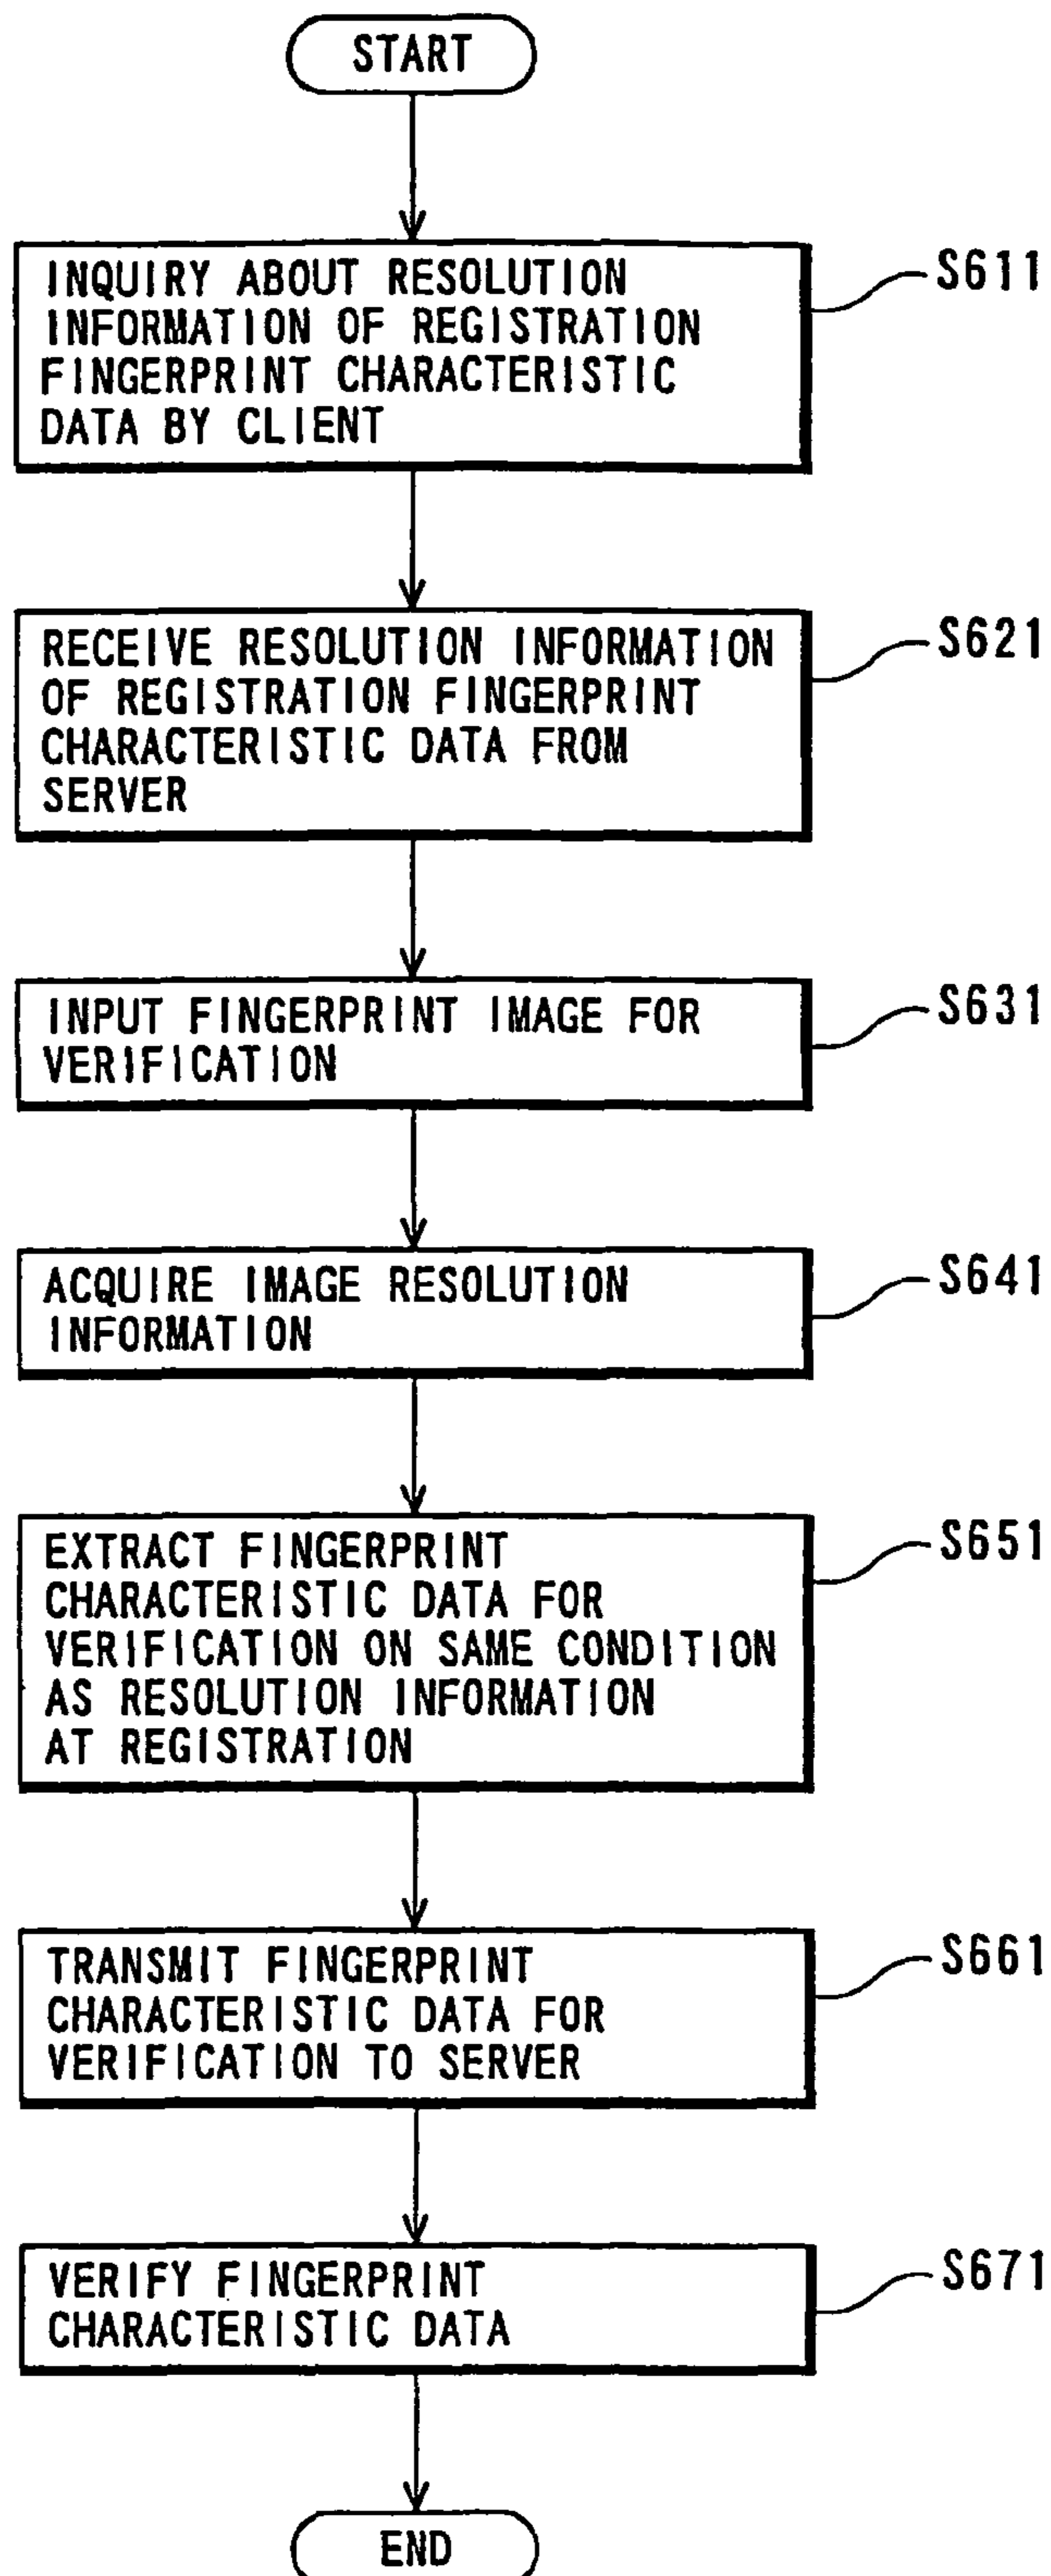 START
INQUIRY ABOUT RESOLUTION
INFORMATION OF REGISTRATION
FINGERPRINT CHARACTERISTIC
DATA BY CLIENT
S611
RECEIVE RESOLUTION INFORMATION
OF REGISTRATION FINGERPRINT
CHARACTERISTIC DATA FROM
SERVER
S621
INPUT FINGERPRINT IMAGE FOR
VERIFICATION
S631
ACQUIRE IMAGE RESOLUTION
INFORMATION
S641
EXTRACT FINGERPRINT
CHARACTERISTIC DATA FOR
VERIFICATION ON SAME CONDITION
AS RESOLUTION INFORMATION
AT REGISTRATION
S651
TRANSMIT FINGERPRINT
CHARACTERISTIC DATA FOR
VERIFICATION TO SERVER
S661
VERIFY FINGERPRINT
CHARACTERISTIC DATA
S671
END